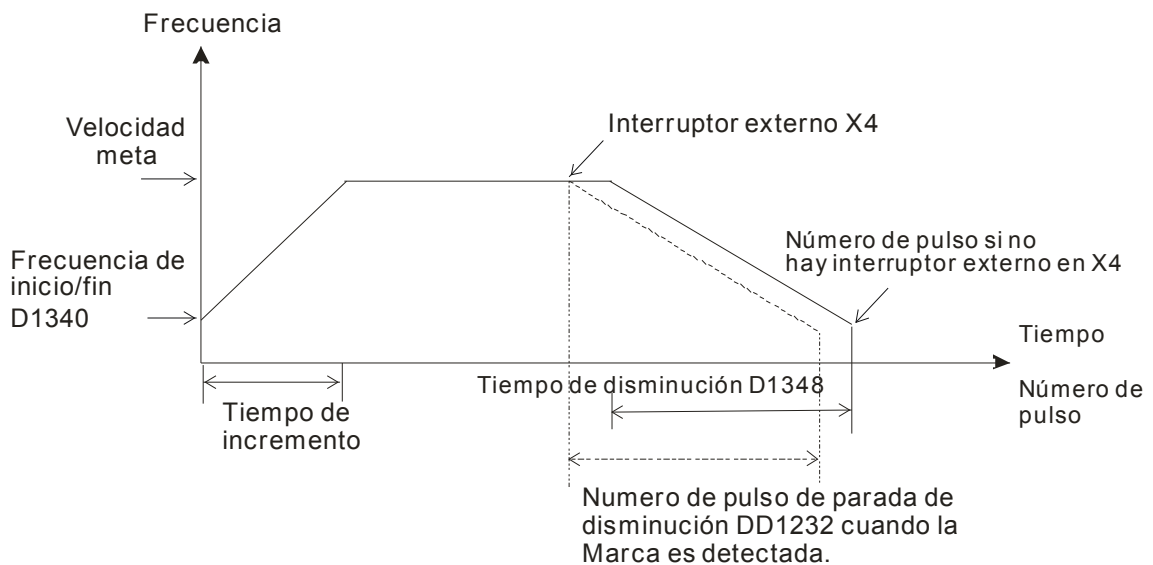 Frecuencia
Velocidad
meta
Interruptor externo X4
Frecuencia de
inicio/fin
D1340
Número de pulso si no
hay interruptor externo en X4
Tiempo
Número de
pulso
Tiempo de disminución D1348
Tiempo de
incremento
Numero de pulso de parada de
disminución DD1232 cuando la
Marca es detectada.